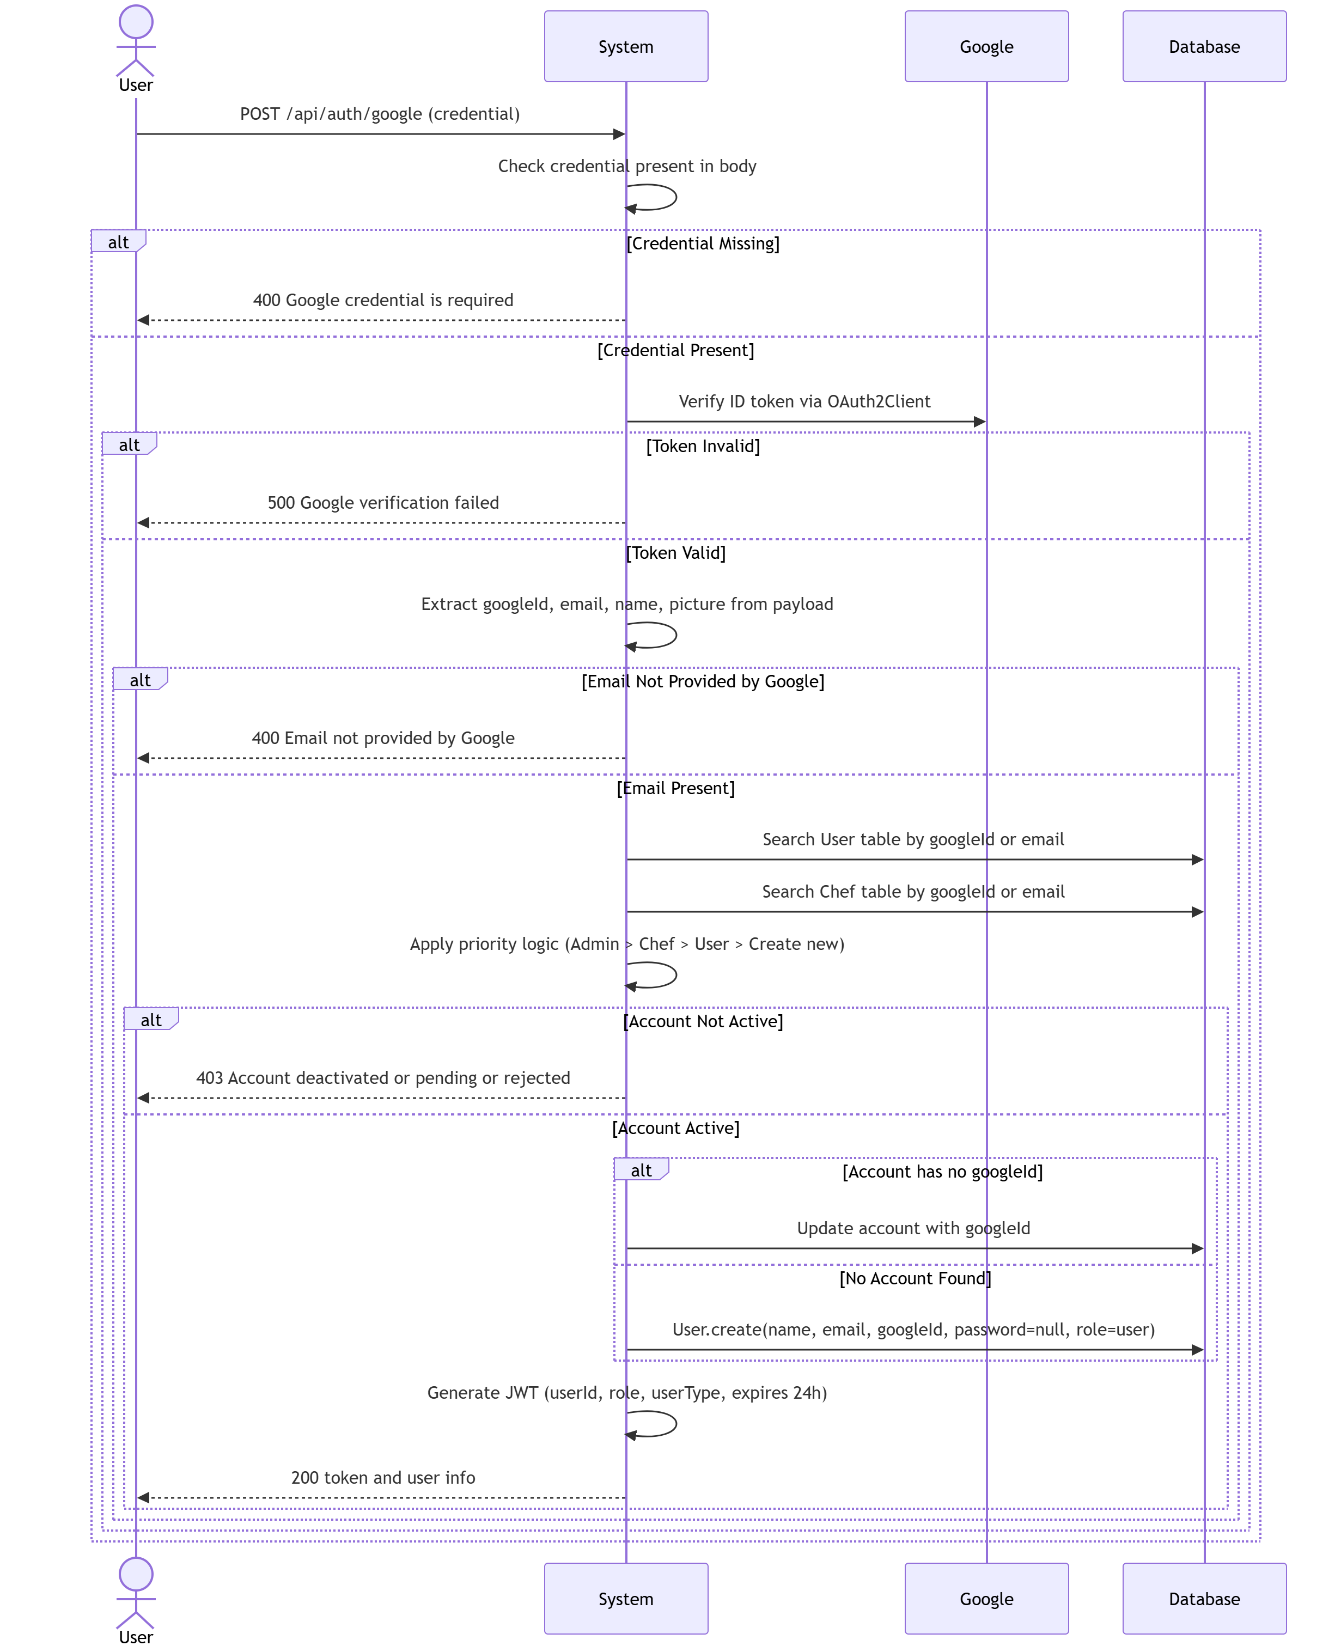 User
System
Google
Database
POST /api/auth/google (credential)
Check credential present in body
alt
[Credential Missing]
400 Google credential is required
[Credential Present]
Verify ID token via OAuth2Client
alt
[Token Invalid]
500 Google verification failed
[Token Valid]
Extract googleId, email, name, picture from payload
alt
[Email Not Provided by Google]
400 Email not provided by Google
[Email Present]
Search User table by googleId or email
Search Chef table by googleId or email
Apply priority logic (Admin > Chef > User > Create new)
alt
[Account Not Active]
403 Account deactivated or pending or rejected
[Account Active]
alt
[Account has no googleId]
Update account with googleId
[No Account Found]
User.create(name, email, googleId, password=null, role=user)
Generate JWT (userId, role, userType, expires 24h)
200 token and user info
User
System
Google
Database